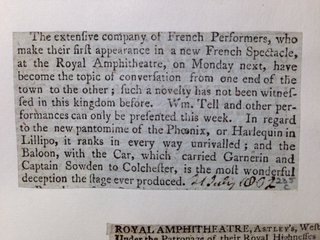 The extensive company of French Performers, who
make their first appearance in a new French Spectacle,
at the Royal Amphitheatre, on Monday next, have
become the topic of conversation from one end of the
town to the other; such a novelty has not been witnes-
sed in this kingdom before. Wm. Tell and other per-
formances can only be presented this week. In regard
to the new pantomime of the Phœnix, or Harlequin in
Lillipo, it ranks in every way unrivalled; and the
Baloon, with the Car, which carried Garnerin and
Captain Sowden to Colchester, is the most wonderful
deception the stage ever produced. July 1802
ROYAL AMPHITHEATRE, ASTLEY'S, West
Under the Patronage of their Royal Highnesses